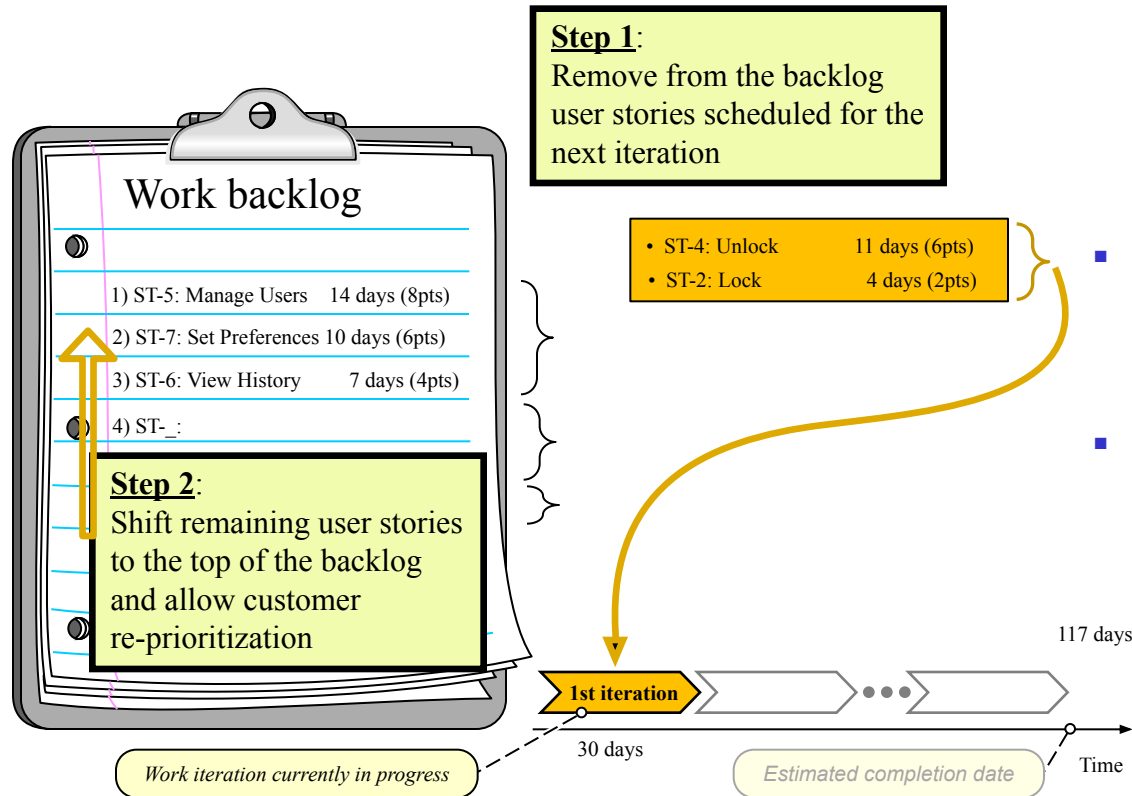 Step 1:
Remove from the backlog
user stories scheduled for the
next iteration
Work backlog
• ST-4: Unlock 11 days (6pts)
• ST-2: Lock 4 days (2pts)
1) ST-5: Manage Users 14 days (8pts)
2) ST-7: Set Preferences 10 days (6pts)
3) ST-6: View History 7 days (4pts)
4) ST-_:
Step 2:
Shift remaining user stories
to the top of the backlog
and allow customer
re-prioritization
117 days
1st iteration
30 days
Work iteration currently in progress
Estimated completion date
Time